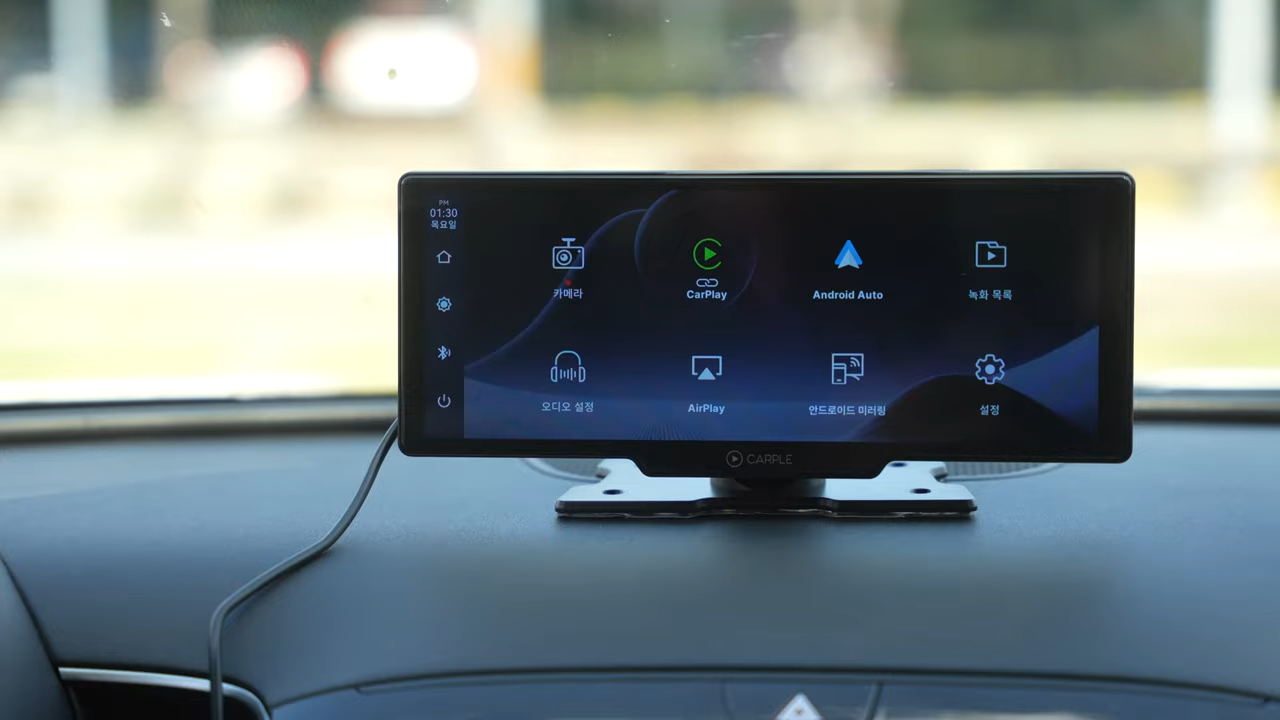 PM
01:30
목요일
카메라
CarPlay
Android Auto
녹화 목록
오디오 설정
AirPlay
안드로이드 미러링
설정
CARPLE